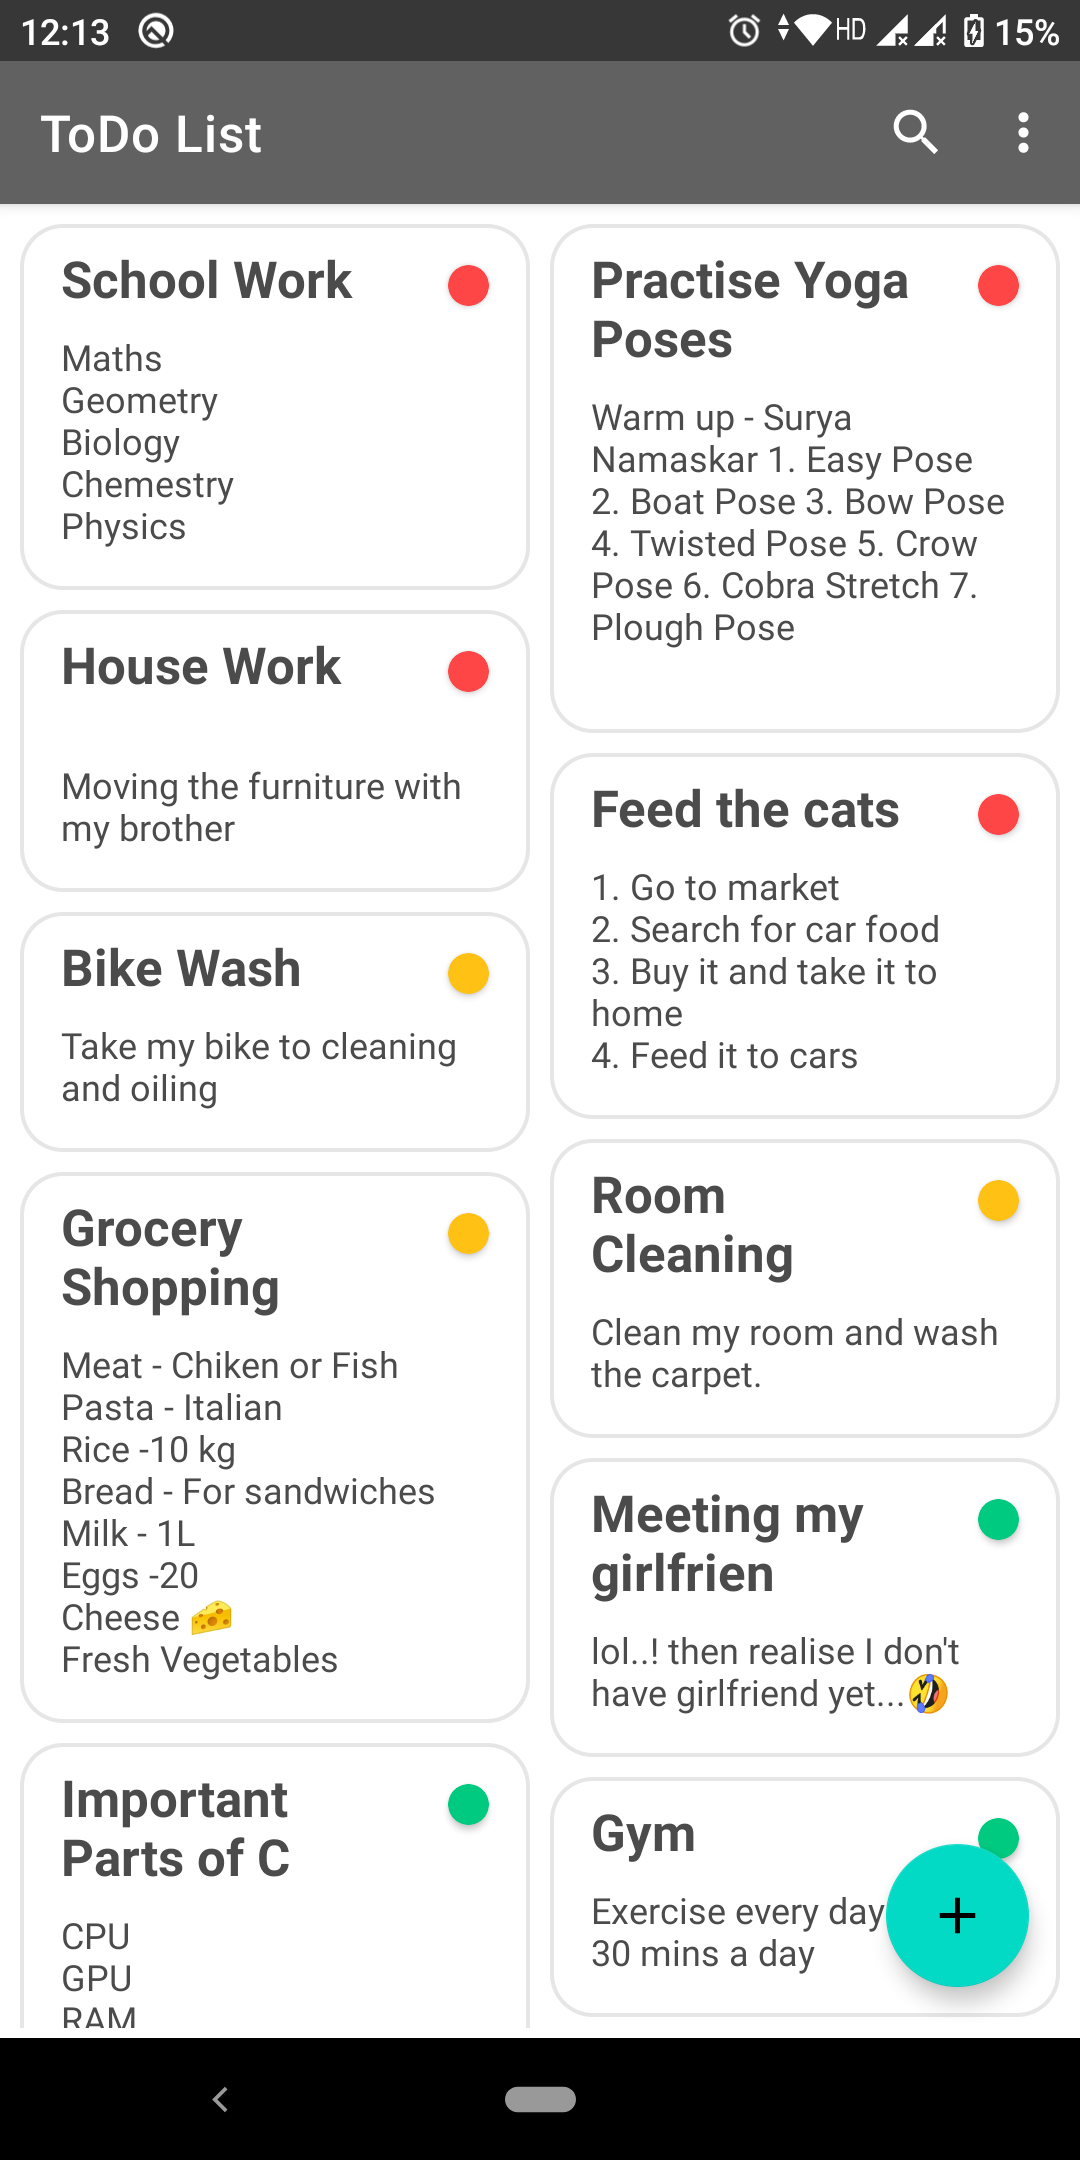 12:13
HD
15%
ToDo List
School Work
Maths
Geometry
Biology
Chemestry
Physics
House Work
Moving the furniture with
my brother
Bike Wash
Take my bike to cleaning
and oiling
Grocery
Shopping
Meat - Chiken or Fish
Pasta - Italian
Rice -10 kg
Bread - For sandwiches
Milk - 1L
Eggs -20
Cheese 🧀
Fresh Vegetables
Important
Parts of C
CPU
GPU
RAM
Practise Yoga
Poses
Warm up - Surya
Namaskar 1. Easy Pose
2. Boat Pose 3. Bow Pose
4. Twisted Pose 5. Crow
Pose 6. Cobra Stretch 7.
Plough Pose
Feed the cats
1. Go to market
2. Search for car food
3. Buy it and take it to
home
4. Feed it to cars
Room
Cleaning
Clean my room and wash
the carpet.
Meeting my
girlfrien
lol..! then realise I don't
have girlfriend yet...🤣
Gym
Exercise every day
30 mins a day